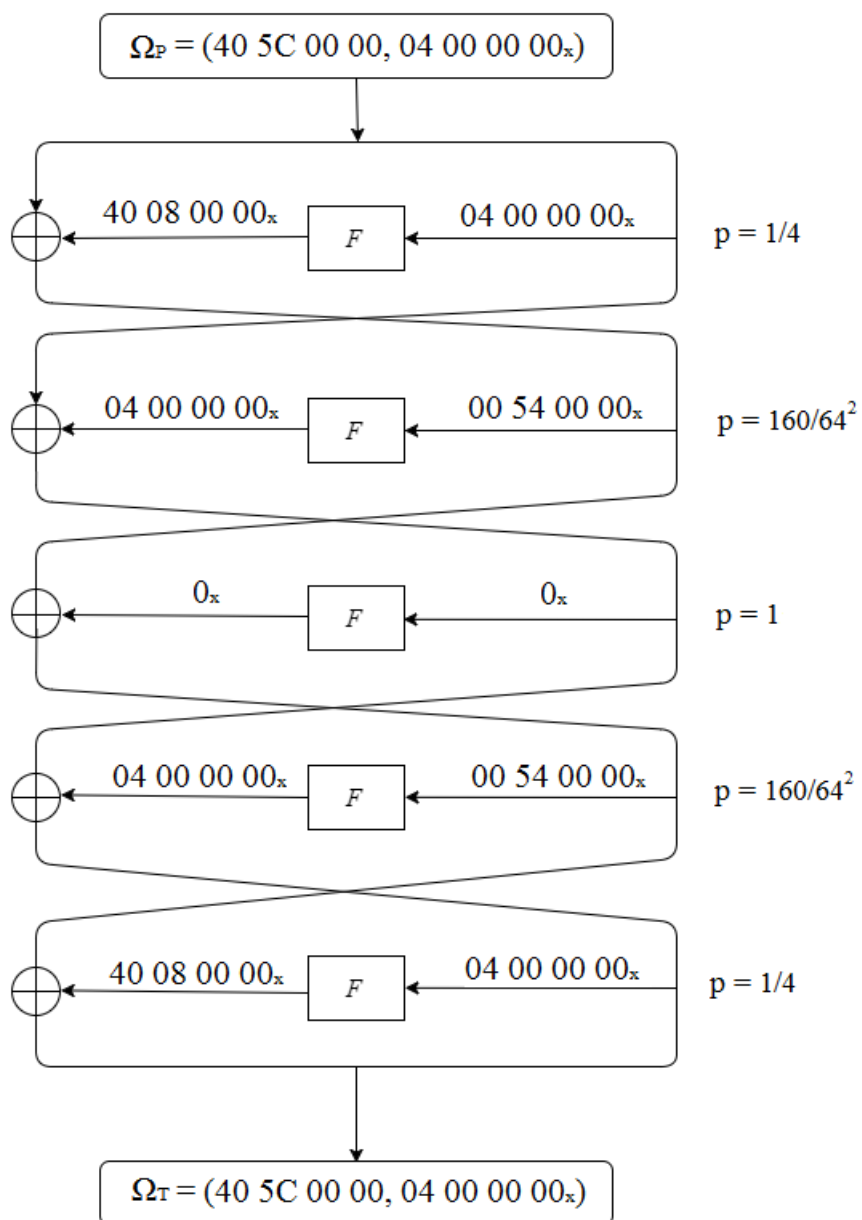 Ωₚ = (40 5C 00 00, 04 00 00 00ₓ)
40 08 00 00ₓ F 04 00 00 00ₓ p = 1/4
04 00 00 00ₓ F 00 54 00 00ₓ p = 160/64²
0ₓ F 0ₓ p = 1
04 00 00 00ₓ F 00 54 00 00ₓ p = 160/64²
40 08 00 00ₓ F 04 00 00 00ₓ p = 1/4
Ωᴛ = (40 5C 00 00, 04 00 00 00ₓ)